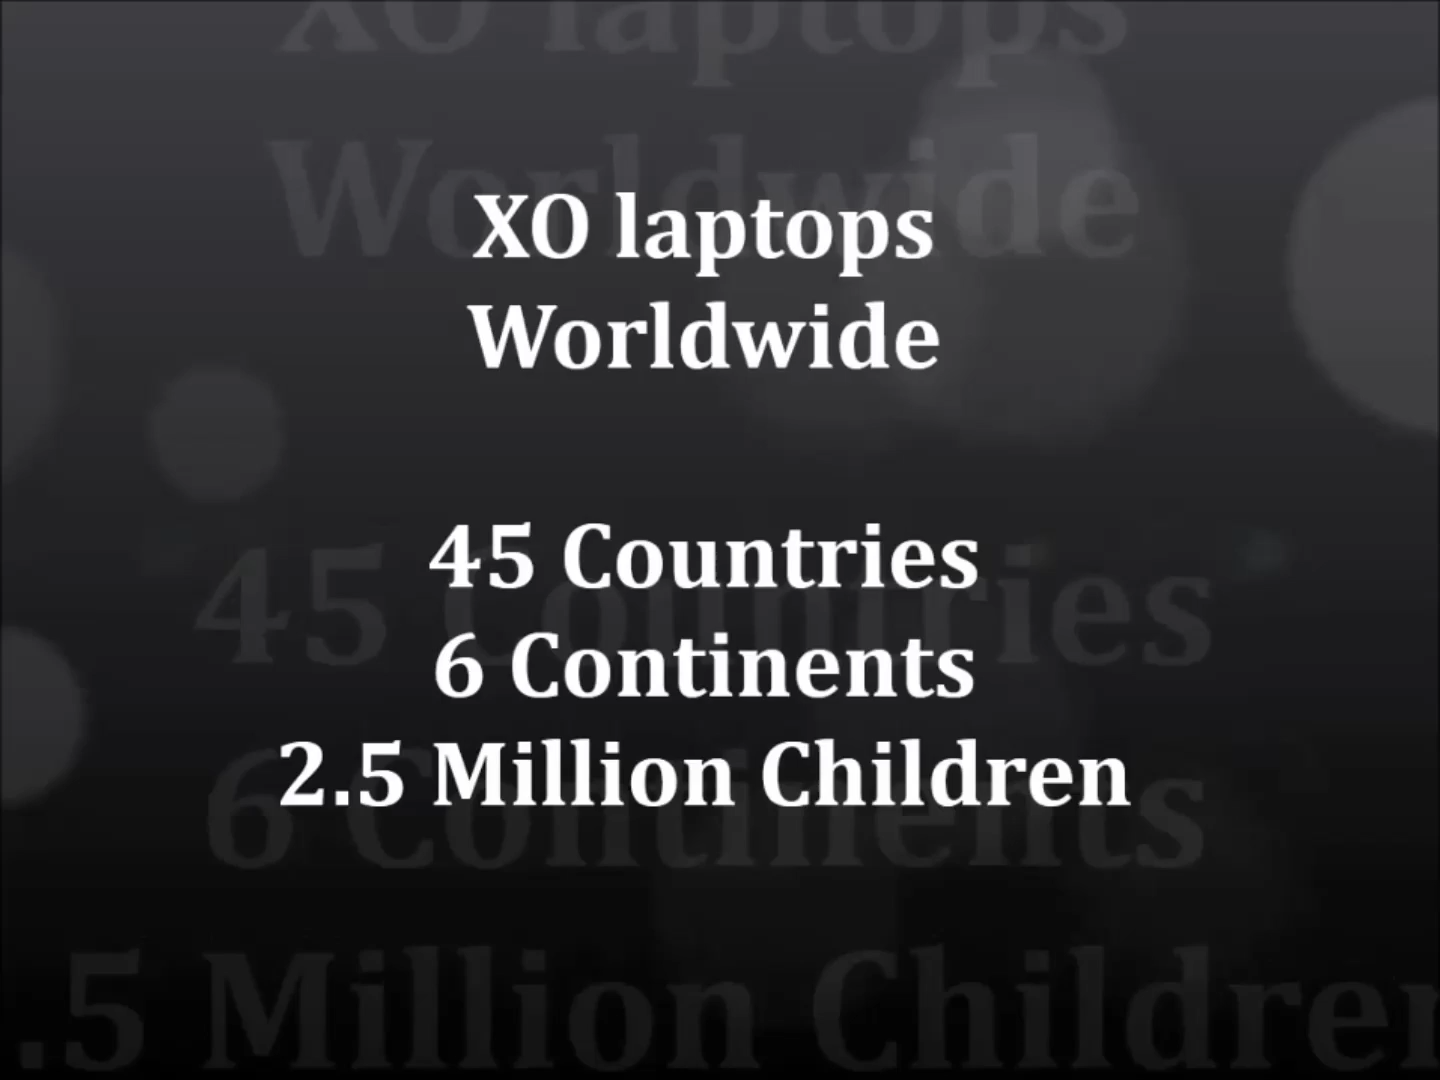 XO laptops
Worldwide
45 Countries
6 Continents
2.5 Million Children